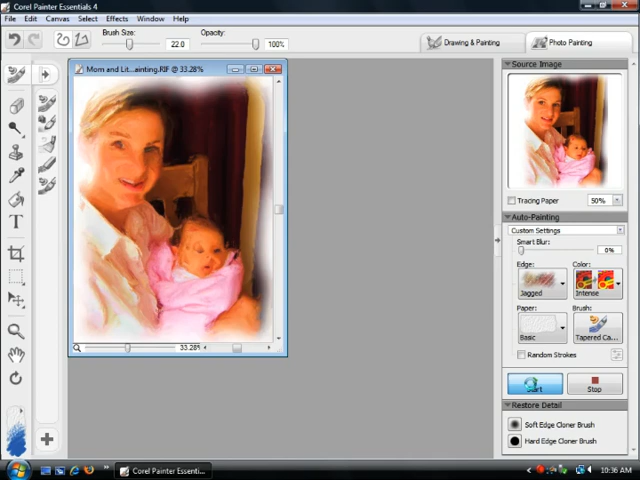 Corel Painter Essentials 4
File Edit Canvas Select Effects Window Help
Brush Size: 22.0 Opacity: 100%
Drawing & Painting Photo Painting
Mom and Lit...ainting.RIF @ 33.28%
Source Image
Tracing Paper 50%
Auto-Painting
Custom Settings
Smart Blur:
0%
Edge: Color:
Jagged Intense
Paper: Brush:
Basic Tapered Ca...
Random Strokes
Start Stop
Restore Detail
Soft Edge Cloner Brush
Hard Edge Cloner Brush
33.28%
Corel Painter Essenti...
10:36 AM